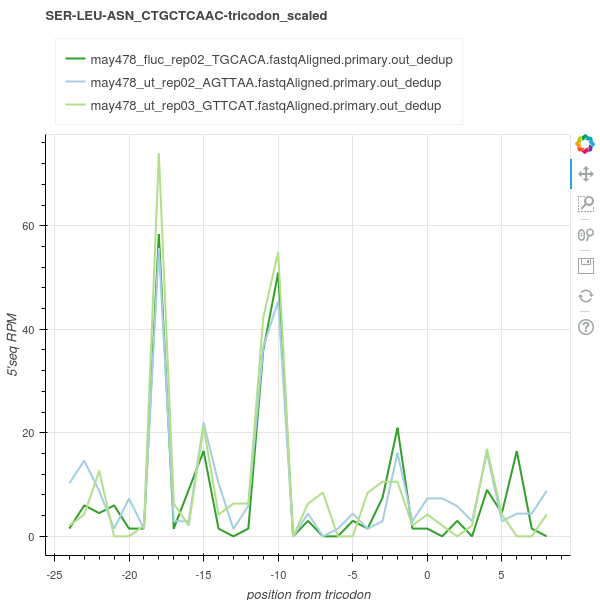 SER-LEU-ASN_CTGCTCAAC-tricodon_scaled
may478_fluc_rep02_TGCACA.fastqAligned.primary.out_dedup
may478_ut_rep02_AGTTAA.fastqAligned.primary.out_dedup
may478_ut_rep03_GTTCAT.fastqAligned.primary.out_dedup
60
40
20
0
5'seq RPM
-25 -20 -15 -10 -5 0 5
position from tricodon